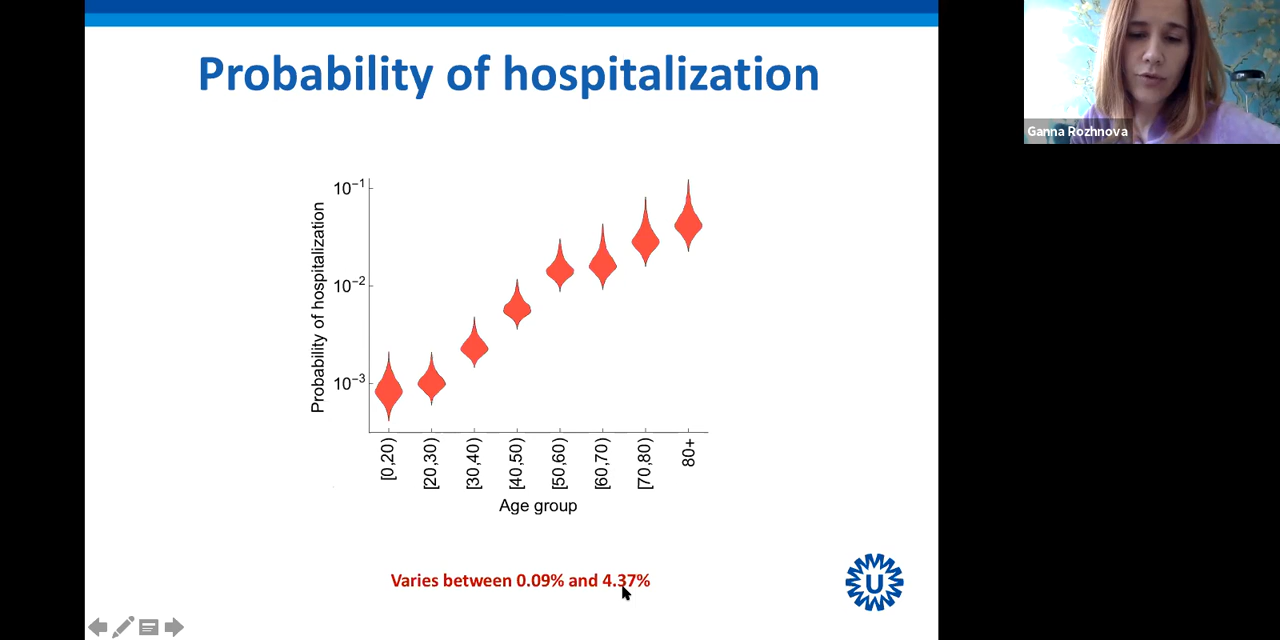 Probability of hospitalization
Ganna Rozhnova
Probability of hospitalization
10⁻¹
10⁻²
10⁻³
[0,20)
[20,30)
[30,40)
[40,50)
[50,60)
[60,70)
[70,80)
80+
Age group
Varies between 0.09% and 4.37%
U